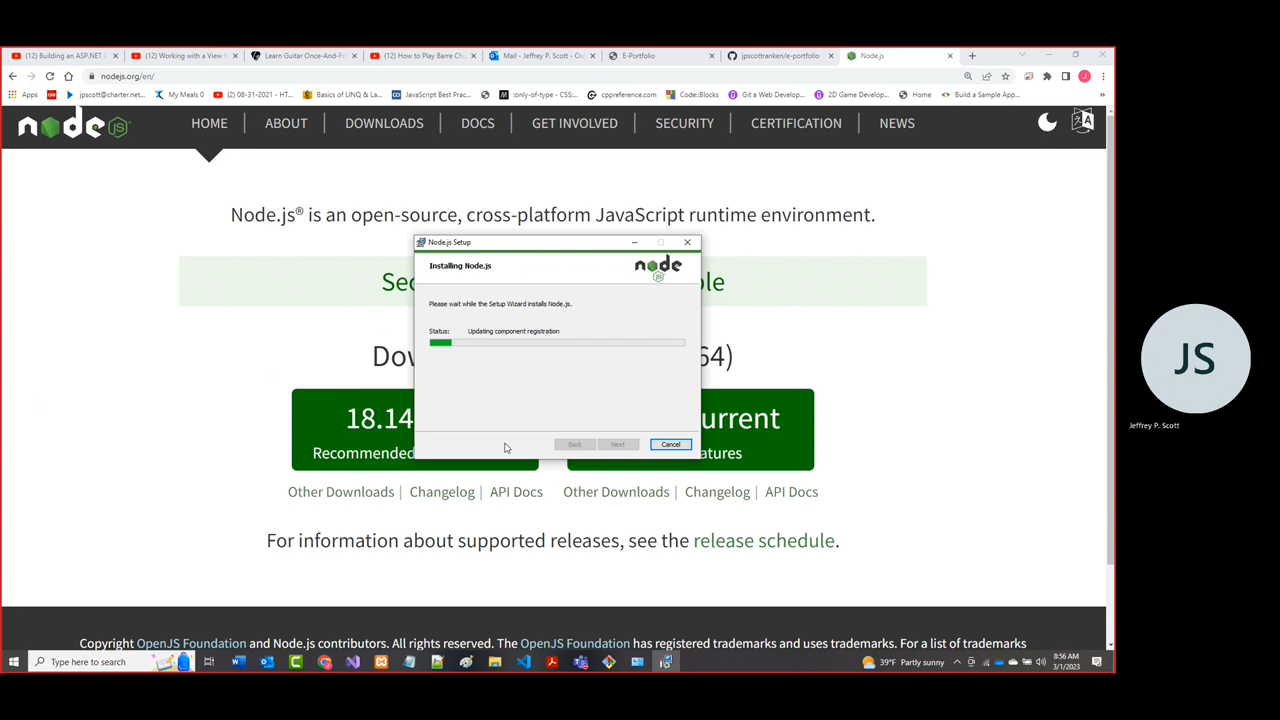 (12) Building an ASP.NET E
(12) Working with a View M
Learn Guitar Once-And-Fo
(12) How to Play Barre Cho
Mail - Jeffrey P. Scott - Ou
E-Portfolio
jpscottranken/e-portfolio
Node.js
nodejs.org/en/
J
Apps
jpscott@charter.net...
My Meals 0
(2) 08-31-2021 - HT...
Basics of LINQ & La...
JavaScript Best Prac...
:only-of-type - CSS:...
cppreference.com
Code::Blocks
Git a Web Develop...
2D Game Develop...
Home
Build a Sample App...
node JS
HOME
ABOUT
DOWNLOADS
DOCS
GET INVOLVED
SECURITY
CERTIFICATION
NEWS
Node.js® is an open-source, cross-platform JavaScript runtime environment.
Node.js Setup
Installing Node.js
node JS
Sec
le
Please wait while the Setup Wizard installs Node.js.
Status: Updating component registration
Dow
64)
18.14
urrent
Recommended
atures
Back
Next
Cancel
Other Downloads | Changelog | API Docs
Other Downloads | Changelog | API Docs
For information about supported releases, see the release schedule.
Copyright OpenJS Foundation and Node.js contributors. All rights reserved. The OpenJS Foundation has registered trademarks and uses trademarks. For a list of trademarks
Type here to search
39°F Partly sunny
8:56 AM
3/1/2023
JS
Jeffrey P. Scott